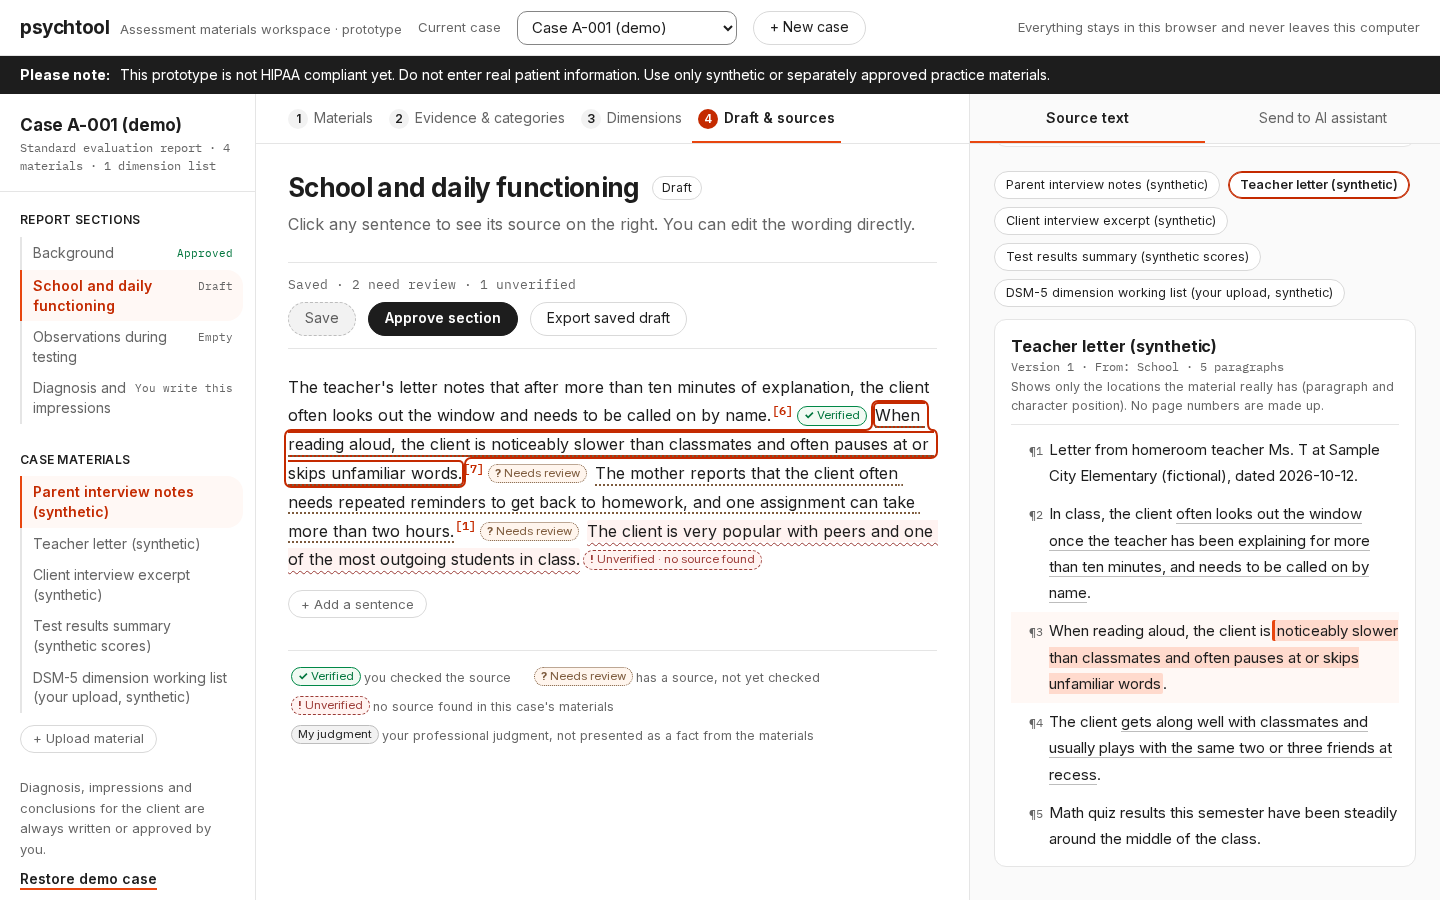 psychtool Assessment materials workspace · prototype Current case Case A-001 (demo) + New case Everything stays in this browser and never leaves this computer
Please note: This prototype is not HIPAA compliant yet. Do not enter real patient information. Use only synthetic or separately approved practice materials.
Case A-001 (demo)
Standard evaluation report · 4
materials · 1 dimension list
REPORT SECTIONS
Background Approved
School and daily Draft
functioning
Observations during Empty
testing
Diagnosis and You write this
impressions
CASE MATERIALS
Parent interview notes
(synthetic)
Teacher letter (synthetic)
Client interview excerpt
(synthetic)
Test results summary
(synthetic scores)
DSM-5 dimension working list
(your upload, synthetic)
+ Upload material
Diagnosis, impressions and
conclusions for the client are
always written or approved by
you.
Restore demo case
1 Materials 2 Evidence & categories 3 Dimensions 4 Draft & sources
School and daily functioning Draft
Click any sentence to see its source on the right. You can edit the wording directly.
Saved · 2 need review · 1 unverified
Save Approve section Export saved draft
The teacher's letter notes that after more than ten minutes of explanation, the client
often looks out the window and needs to be called on by name.[6] ✓ Verified When
reading aloud, the client is noticeably slower than classmates and often pauses at or
skips unfamiliar words.[7] ? Needs review The mother reports that the client often
needs repeated reminders to get back to homework, and one assignment can take
more than two hours.[1] ? Needs review The client is very popular with peers and one
of the most outgoing students in class. ! Unverified · no source found
+ Add a sentence
✓ Verified you checked the source ? Needs review has a source, not yet checked
! Unverified no source found in this case's materials
My judgment your professional judgment, not presented as a fact from the materials
Source text Send to AI assistant
Parent interview notes (synthetic) Teacher letter (synthetic)
Client interview excerpt (synthetic)
Test results summary (synthetic scores)
DSM-5 dimension working list (your upload, synthetic)
Teacher letter (synthetic)
Version 1 · From: School · 5 paragraphs
Shows only the locations the material really has (paragraph and
character position). No page numbers are made up.
¶1 Letter from homeroom teacher Ms. T at Sample
City Elementary (fictional), dated 2026-10-12.
¶2 In class, the client often looks out the window
once the teacher has been explaining for more
than ten minutes, and needs to be called on by
name.
¶3 When reading aloud, the client is noticeably slower
than classmates and often pauses at or skips
unfamiliar words.
¶4 The client gets along well with classmates and
usually plays with the same two or three friends at
recess.
¶5 Math quiz results this semester have been steadily
around the middle of the class.